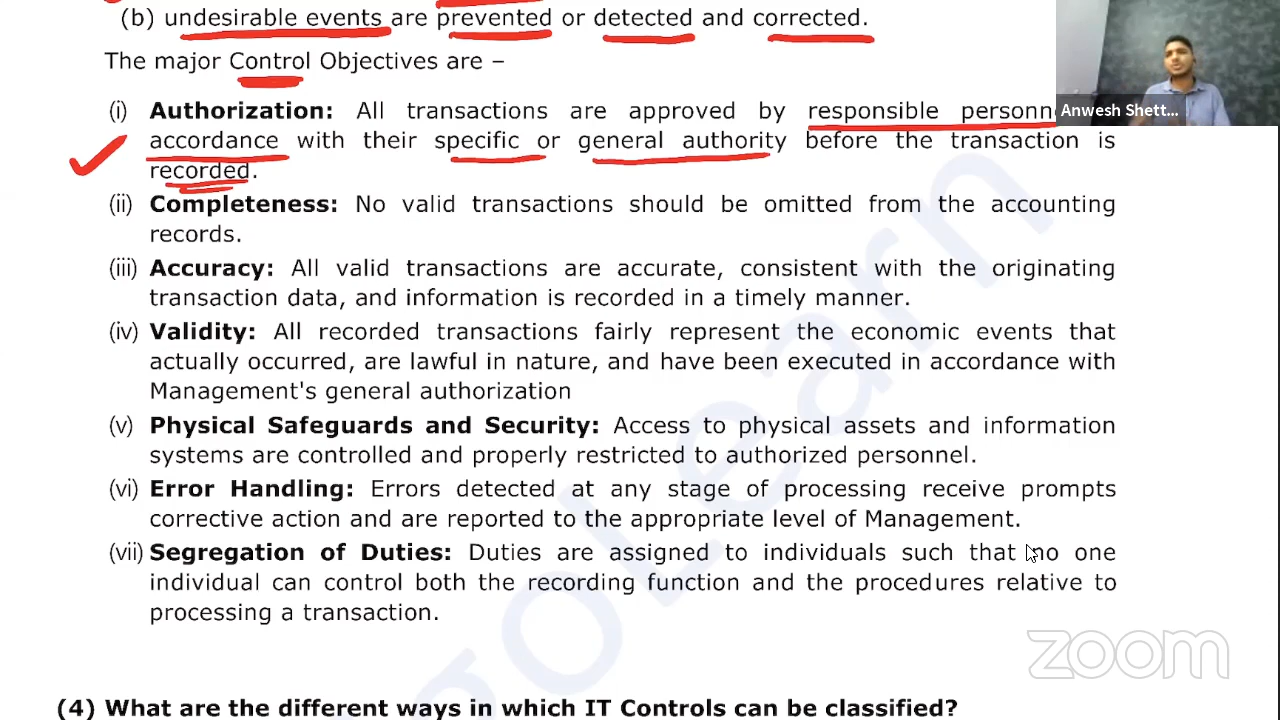 (b) undesirable events are prevented or detected and corrected.
The major Control Objectives are –
(i) Authorization: All transactions are approved by responsible personne
Anwesh Shett...
accordance with their specific or general authority before the transaction is
recorded.
(ii) Completeness: No valid transactions should be omitted from the accounting
records.
(iii) Accuracy: All valid transactions are accurate, consistent with the originating
transaction data, and information is recorded in a timely manner.
(iv) Validity: All recorded transactions fairly represent the economic events that
actually occurred, are lawful in nature, and have been executed in accordance with
Management's general authorization
(v) Physical Safeguards and Security: Access to physical assets and information
systems are controlled and properly restricted to authorized personnel.
(vi) Error Handling: Errors detected at any stage of processing receive prompts
corrective action and are reported to the appropriate level of Management.
(vii) Segregation of Duties: Duties are assigned to individuals such that no one
individual can control both the recording function and the procedures relative to
processing a transaction.
zoom
(4) What are the different ways in which IT Controls can be classified?